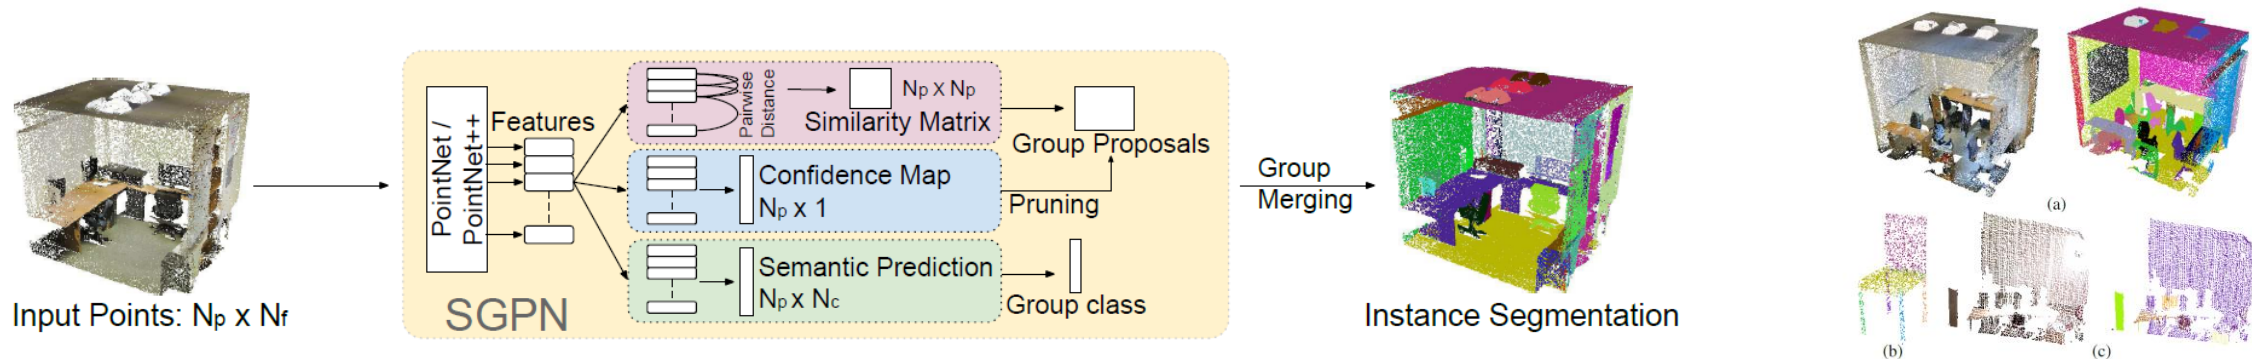 Input Points: Np x Nf
PointNet /
PointNet++
Features
SGPN
Pairwise
Distance
Np x Np
Similarity Matrix
Confidence Map
Np x 1
Semantic Prediction
Np x Nc
Group Proposals
Pruning
Group class
Group
Merging
Instance Segmentation
(a)
(b)
(c)